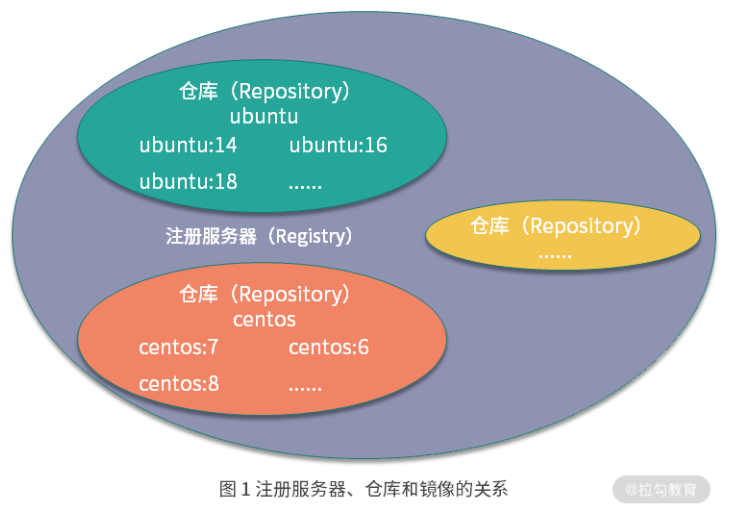 仓库（Repository）
ubuntu
ubuntu:14 ubuntu:16
ubuntu:18 ......
注册服务器（Registry）
仓库（Repository）
......
仓库（Repository）
centos
centos:7 centos:6
centos:8 ......
图 1 注册服务器、仓库和镜像的关系
@拉勾教育